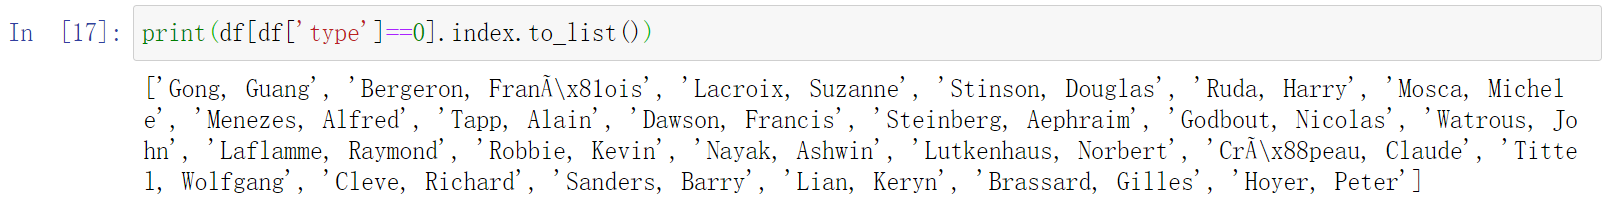 In [17]: print(df[df['type']==0].index.to_list())
['Gong, Guang', 'Bergeron, FranÃ\x81ois', 'Lacroix, Suzanne', 'Stinson, Douglas', 'Ruda, Harry', 'Mosca, Michel
e', 'Menezes, Alfred', 'Tapp, Alain', 'Dawson, Francis', 'Steinberg, Aephraim', 'Godbout, Nicolas', 'Watrous, Jo
hn', 'Laflamme, Raymond', 'Robbie, Kevin', 'Nayak, Ashwin', 'Lutkenhaus, Norbert', 'CrÃ\x88peau, Claude', 'Titte
l, Wolfgang', 'Cleve, Richard', 'Sanders, Barry', 'Lian, Keryn', 'Brassard, Gilles', 'Hoyer, Peter']